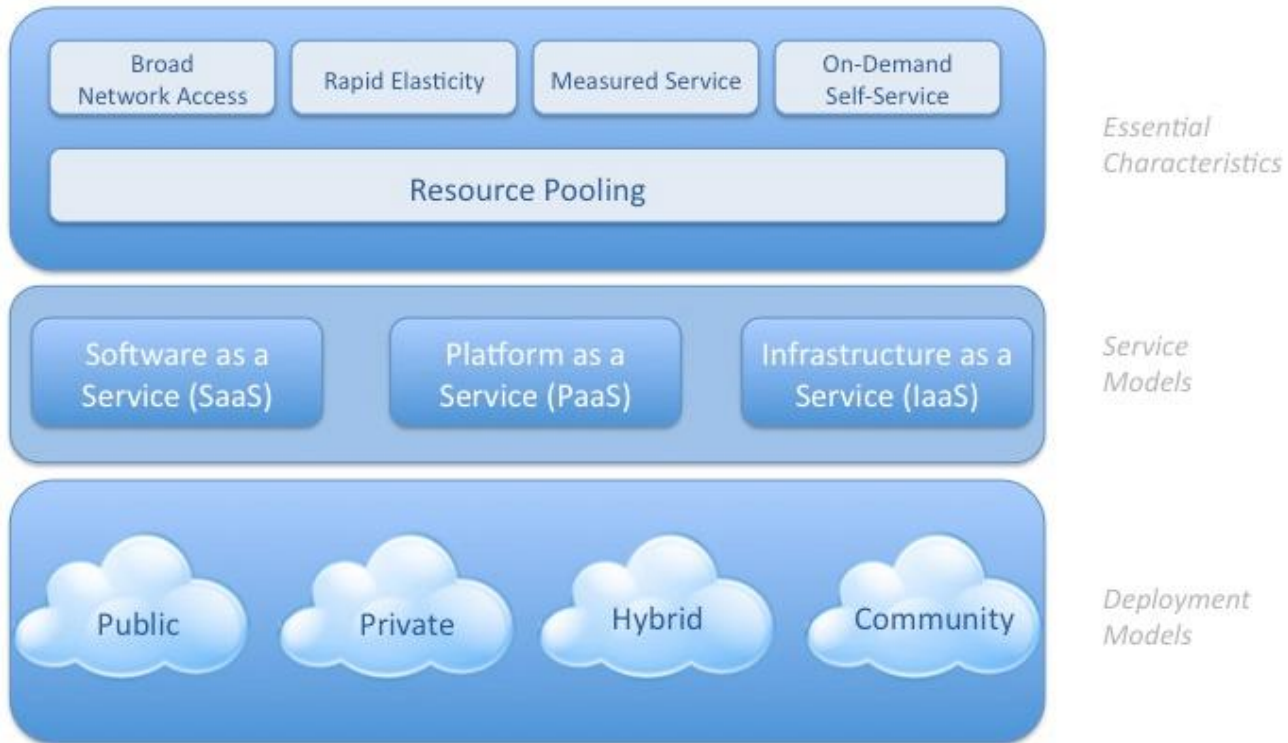 Broad
Network Access
Rapid Elasticity
Measured Service
On-Demand
Self-Service
Resource Pooling
Essential
Characteristics
Software as a
Service (SaaS)
Platform as a
Service (PaaS)
Infrastructure as a
Service (IaaS)
Service
Models
Public
Private
Hybrid
Community
Deployment
Models